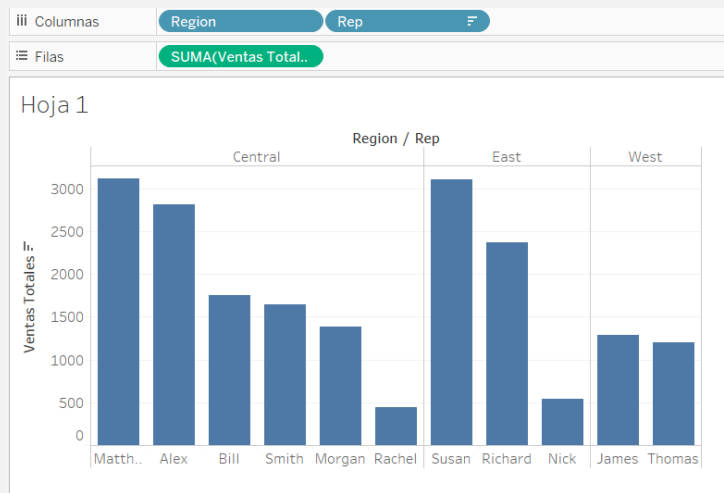 Columnas Region Rep
Filas SUMA(Ventas Total..
Hoja 1
Region / Rep
Central East West
Ventas Totales
3000
2500
2000
1500
1000
500
0
Matth.. Alex Bill Smith Morgan Rachel Susan Richard Nick James Thomas